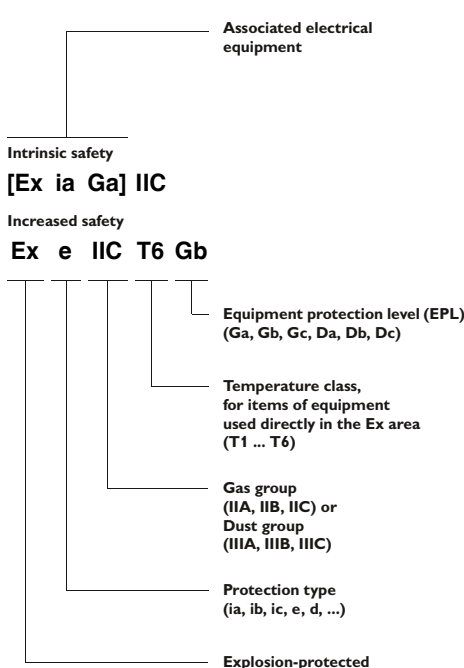 Associated electrical
equipment
Intrinsic safety
[Ex ia Ga] IIC
Increased safety
Ex e IIC T6 Gb
Equipment protection level (EPL)
(Ga, Gb, Gc, Da, Db, Dc)
Temperature class,
for items of equipment
used directly in the Ex area
(T1 ... T6)
Gas group
(IIA, IIB, IIC) or
Dust group
(IIIA, IIIB, IIIC)
Protection type
(ia, ib, ic, e, d, ...)
Explosion-protected